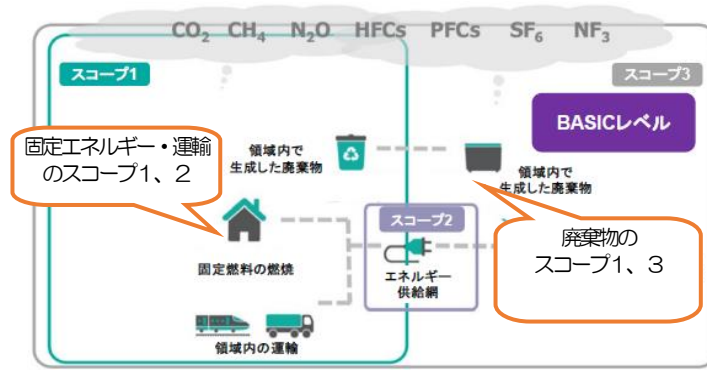 CO₂ CH₄ N₂O HFCs PFCs SF₆ NF₃
スコープ1
スコープ3
BASICレベル
固定エネルギー・運輸
のスコープ1、2
領域内で
生成した廃棄物
領域内で
生成した廃棄物
スコープ2
廃棄物の
スコープ1、3
固定燃料の燃焼
エネルギー
供給網
領域内の運輸